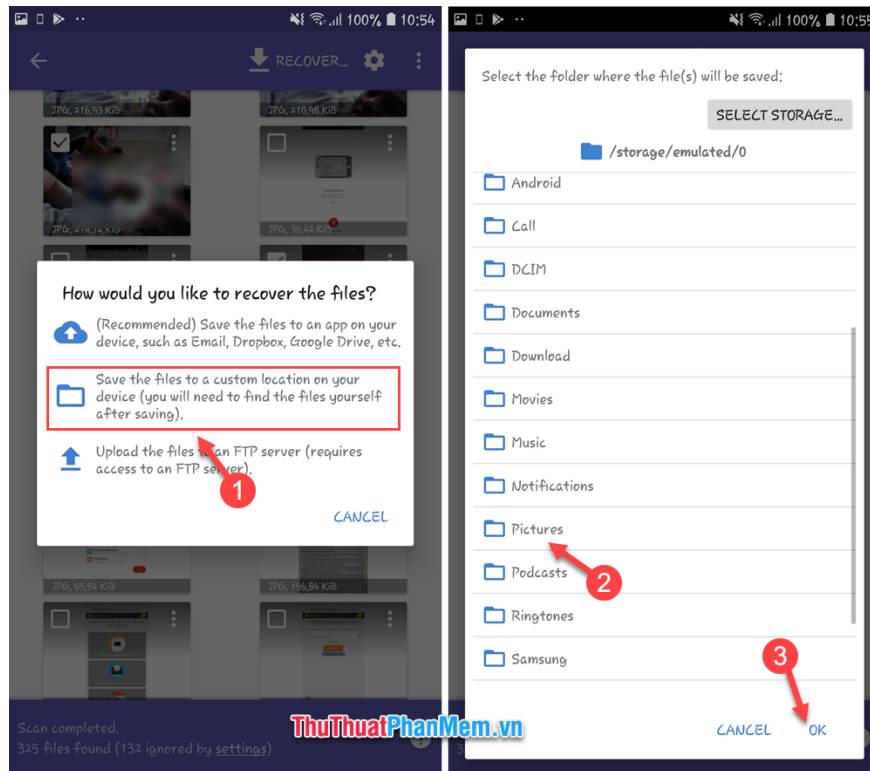 10:54
100%
RECOVER...
JPG, 216,93 KiB
JPG, 210,98 KiB
JPG, 214,72 KiB
JPG, 30,42 KiB
How would you like to recover the files?
(Recommended) Save the files to an app on your
device, such as Email, Dropbox, Google Drive, etc.
Save the files to a custom location on your
device (you will need to find the files yourself
after saving).
Upload the files to an FTP server (requires
access to an FTP server).
1
CANCEL
JPG, 55,54 KiB
JPG, 196,84 KiB
Scan completed.
325 files found (132 ignored by settings)
100%
10:55
Select the folder where the file(s) will be saved:
SELECT STORAGE...
/storage/emulated/0
Android
Call
DCIM
Documents
Download
Movies
Music
Notifications
Pictures
2
Podcasts
Ringtones
Samsung
3
CANCEL
OK
ThuThuatPhanMem.vn